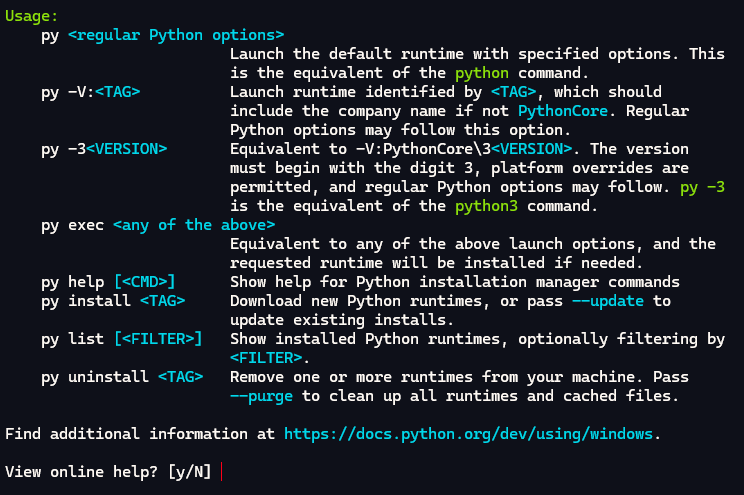 Usage:
py <regular Python options>
Launch the default runtime with specified options. This
is the equivalent of the python command.
py -V:<TAG> Launch runtime identified by <TAG>, which should
include the company name if not PythonCore. Regular
Python options may follow this option.
py -3<VERSION> Equivalent to -V:PythonCore\3<VERSION>. The version
must begin with the digit 3, platform overrides are
permitted, and regular Python options may follow. py -3
is the equivalent of the python3 command.
py exec <any of the above>
Equivalent to any of the above launch options, and the
requested runtime will be installed if needed.
py help [<CMD>] Show help for Python installation manager commands
py install <TAG> Download new Python runtimes, or pass --update to
update existing installs.
py list [<FILTER>] Show installed Python runtimes, optionally filtering by
<FILTER>.
py uninstall <TAG> Remove one or more runtimes from your machine. Pass
--purge to clean up all runtimes and cached files.
Find additional information at https://docs.python.org/dev/using/windows.
View online help? [y/N]